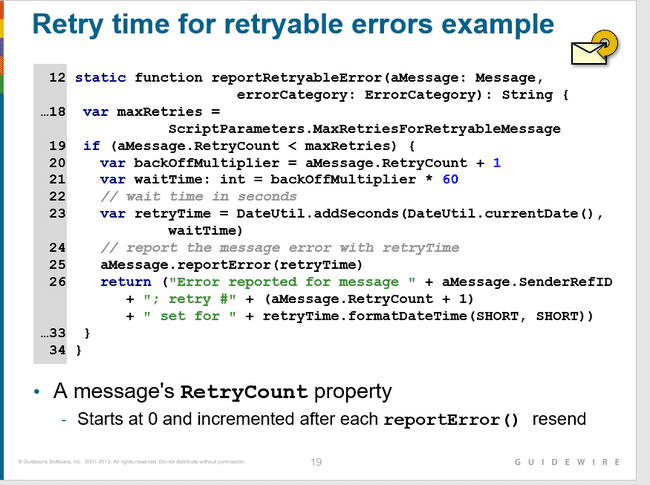 Retry time for retryable errors example
12 static function reportRetryableError(aMessage: Message,
errorCategory: ErrorCategory): String {
…18 var maxRetries =
ScriptParameters.MaxRetriesForRetryableMessage
19 if (aMessage.RetryCount < maxRetries) {
20 var backOffMultiplier = aMessage.RetryCount + 1
21 var waitTime: int = backOffMultiplier * 60
22 // wait time in seconds
23 var retryTime = DateUtil.addSeconds(DateUtil.currentDate(),
waitTime)
24 // report the message error with retryTime
25 aMessage.reportError(retryTime)
26 return ("Error reported for message " + aMessage.SenderRefID
+ "; retry #" + (aMessage.RetryCount + 1)
+ " set for " + retryTime.formatDateTime(SHORT, SHORT))
…33 }
34 }
• A message's RetryCount property
- Starts at 0 and incremented after each reportError() resend
© Guidewire Software, Inc. 2001-2013. All rights reserved. Do not distribute without permission.
19
GUIDEWIRE